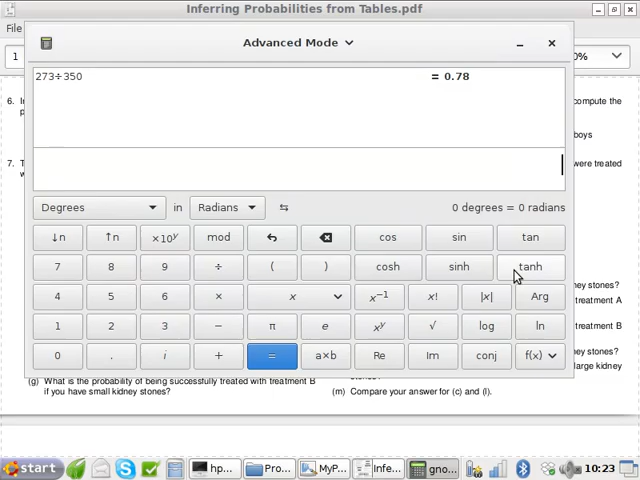 Inferring Probabilities from Tables.pdf
File
Advanced Mode
1
0%
273÷350 = 0.78
6. I
compute the
p
boys
7. T
were treated
w
Degrees in Radians 0 degrees = 0 radians
↓n ↑n ×10y mod cos sin tan
7 8 9 ÷ ( ) cosh sinh tanh
ney stones?
4 5 6 × x x−1 x! |x| Arg
treatment A
1 2 3 − π e xy √ log ln
treatment B
0 . i + = a×b Re Im conj f(x)
ney stones?
large kidney
stones?
(g) What is the probability of being successfully treated with treatment B
if you have small kidney stones?
(m) Compare your answer for (c) and (l).
start hp... Pro... MyP... Infe... gno... 10:23